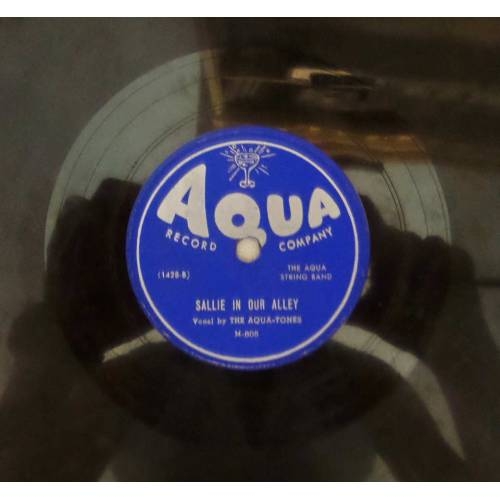 AQUA
RECORD COMPANY
(1428-B)
THE AQUA
STRING BAND
SALLIE IN OUR ALLEY
Vocal by THE AQUA-TONES
M-808